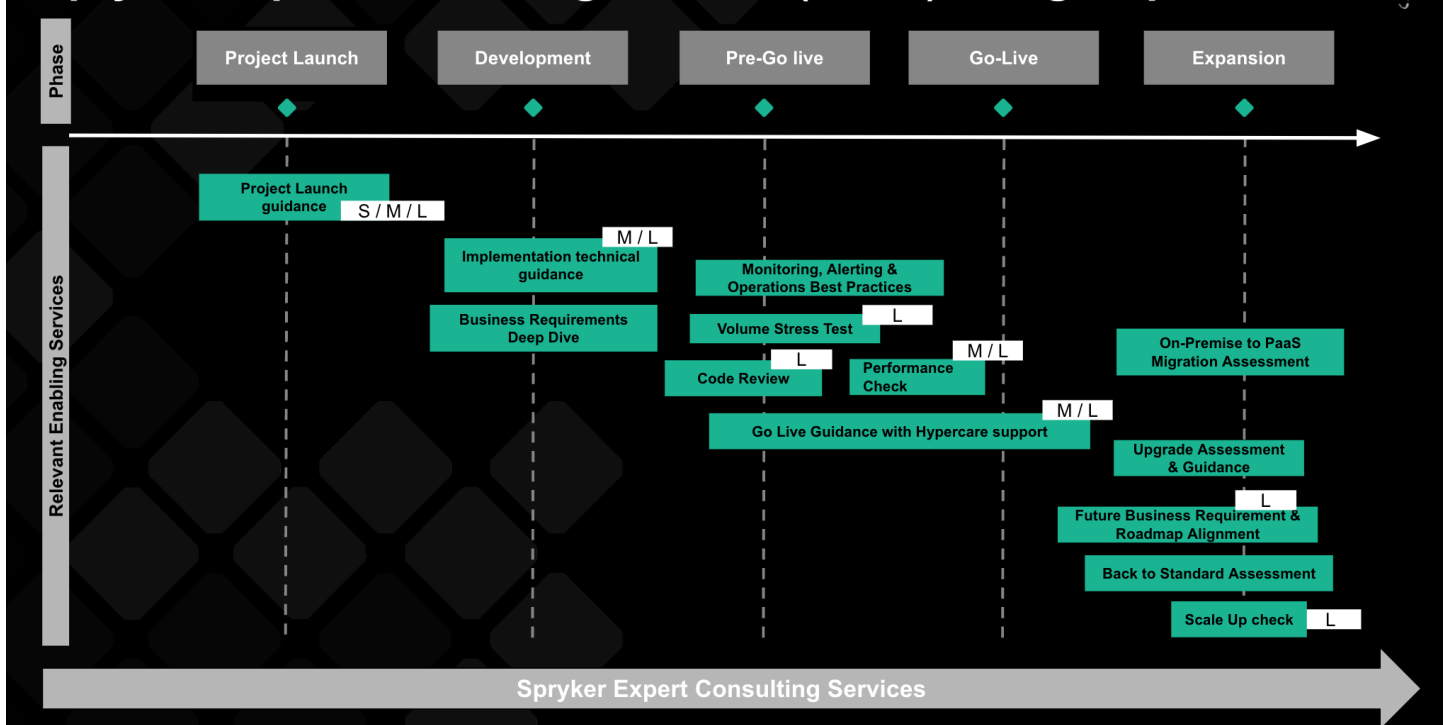 Phase
Project Launch
Development
Pre-Go live
Go-Live
Expansion
Relevant Enabling Services
Project Launch
guidance
S / M / L
M / L
Implementation technical
guidance
Business Requirements
Deep Dive
Monitoring, Alerting &
Operations Best Practices
L
Volume Stress Test
L
Code Review
M / L
Performance
Check
M / L
Go Live Guidance with Hypercare support
On-Premise to PaaS
Migration Assessment
Upgrade Assessment
& Guidance
L
Future Business Requirement &
Roadmap Alignment
Back to Standard Assessment
Scale Up check
L
Spryker Expert Consulting Services